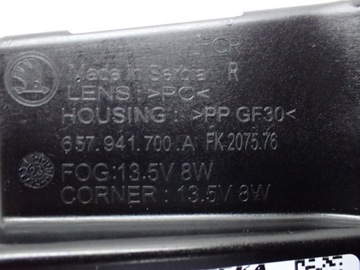 HCR
Made in Serbia R
LENS : >PC<
HOUSING : >PP GF30<
657.941.700.A FK-2075.76
FOG:13.5V 8W
CORNER : 13.5V 8W